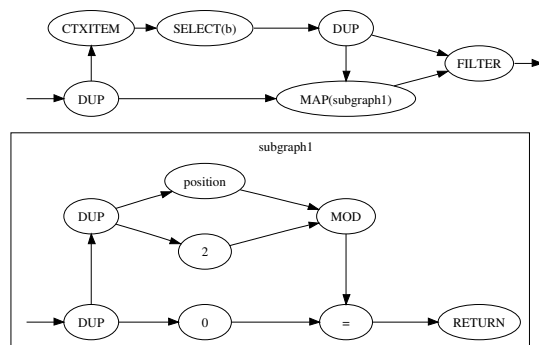 CTXITEM SELECT(b) DUP
FILTER
DUP MAP(subgraph1)
subgraph1
position
DUP MOD
2
DUP 0 = RETURN